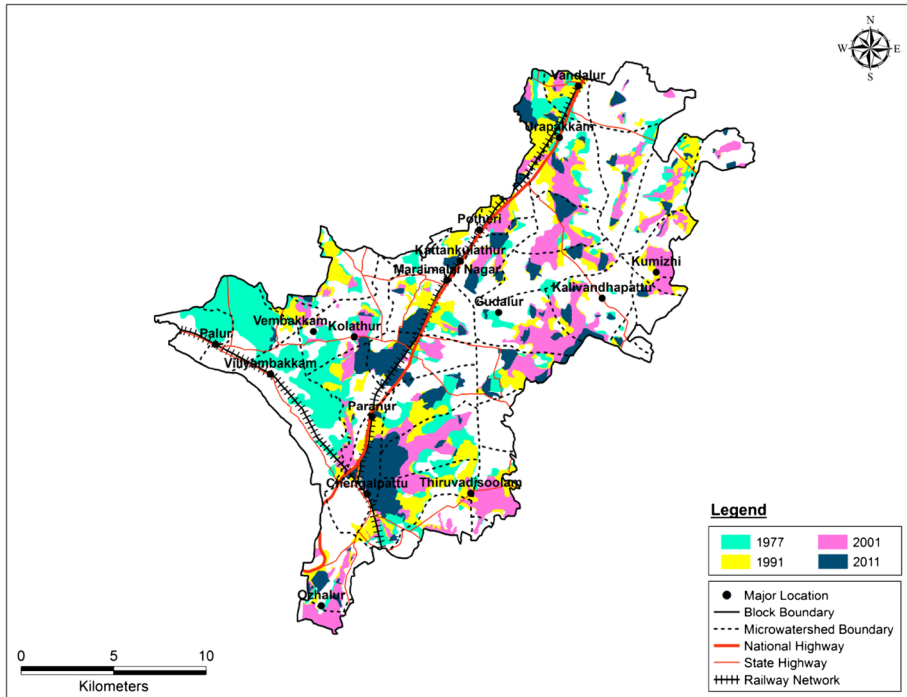 N
W E
S
Vandalur
Urapakkam
Potheri
Kattankulathur
Maraimalai Nagar
Kumizhi
Kalivandhapattu
Gudalur
Vembakkam
Kolathur
Palur
Villiyambakkam
Paranur
Chengalpattu
Thiruvadisoolam
Ozhalur
Legend
1977 2001
1991 2011
Major Location
Block Boundary
Microwatershed Boundary
National Highway
State Highway
Railway Network
0 5 10
Kilometers